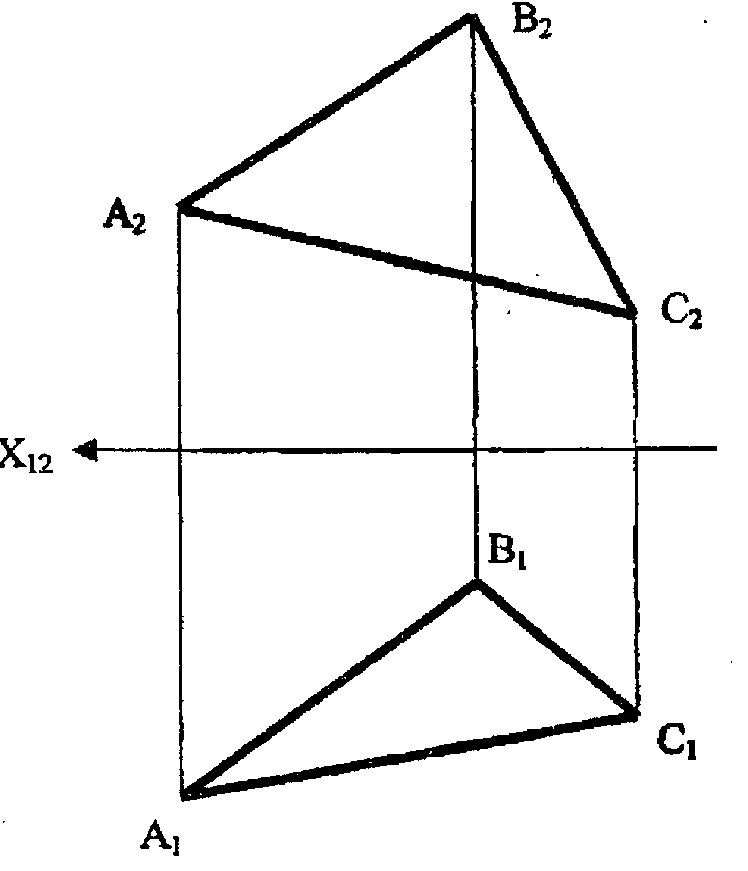 B₂
A₂
C₂
X₁₂
B₁
C₁
A₁